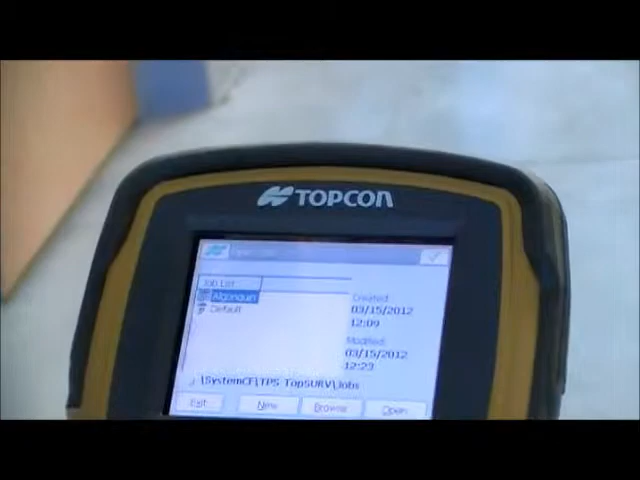 TOPCON
Job List
Algonquin
Default
Created:
03/15/2012
12:09
Modified:
03/15/2012
12:23
\SystemCF\TPS TopSURV\Jobs
Exit New Browse Open